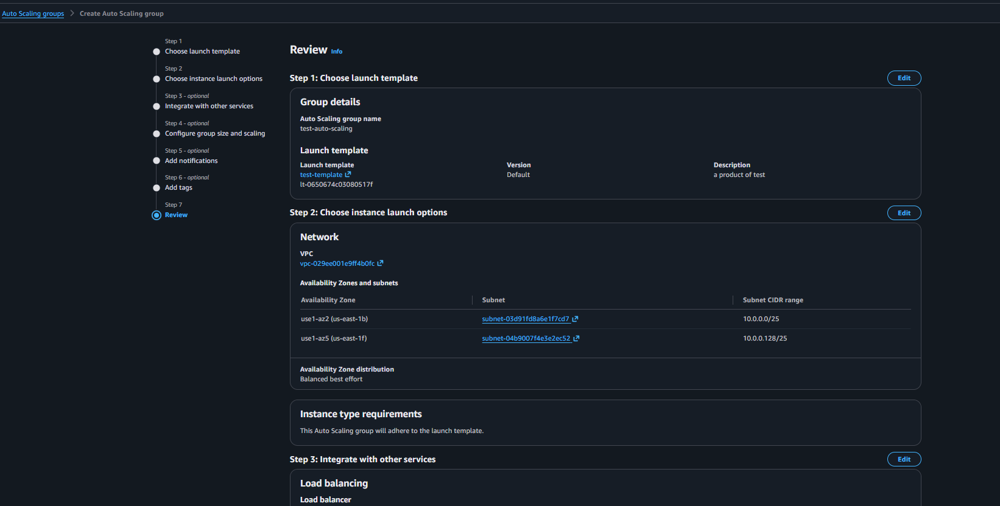 Auto Scaling groups > Create Auto Scaling group
Step 1
Choose launch template
Step 2
Choose instance launch options
Step 3 - optional
Integrate with other services
Step 4 - optional
Configure group size and scaling
Step 5 - optional
Add notifications
Step 6 - optional
Add tags
Step 7
Review
Review Info
Step 1: Choose launch template Edit
Group details
Auto Scaling group name
test-auto-scaling
Launch template
Launch template Version Description
test-template Default a product of test
lt-0650674c03080517f
Step 2: Choose instance launch options Edit
Network
VPC
vpc-029ee001e9ff4b0fc
Availability Zones and subnets
Availability Zone Subnet Subnet CIDR range
use1-az2 (us-east-1b) subnet-03d91fd8a6e1f7cd7 10.0.0.0/25
use1-az5 (us-east-1f) subnet-04b9007f4e3e2ec52 10.0.0.128/25
Availability Zone distribution
Balanced best effort
Instance type requirements
This Auto Scaling group will adhere to the launch template.
Step 3: Integrate with other services Edit
Load balancing
Load balancer